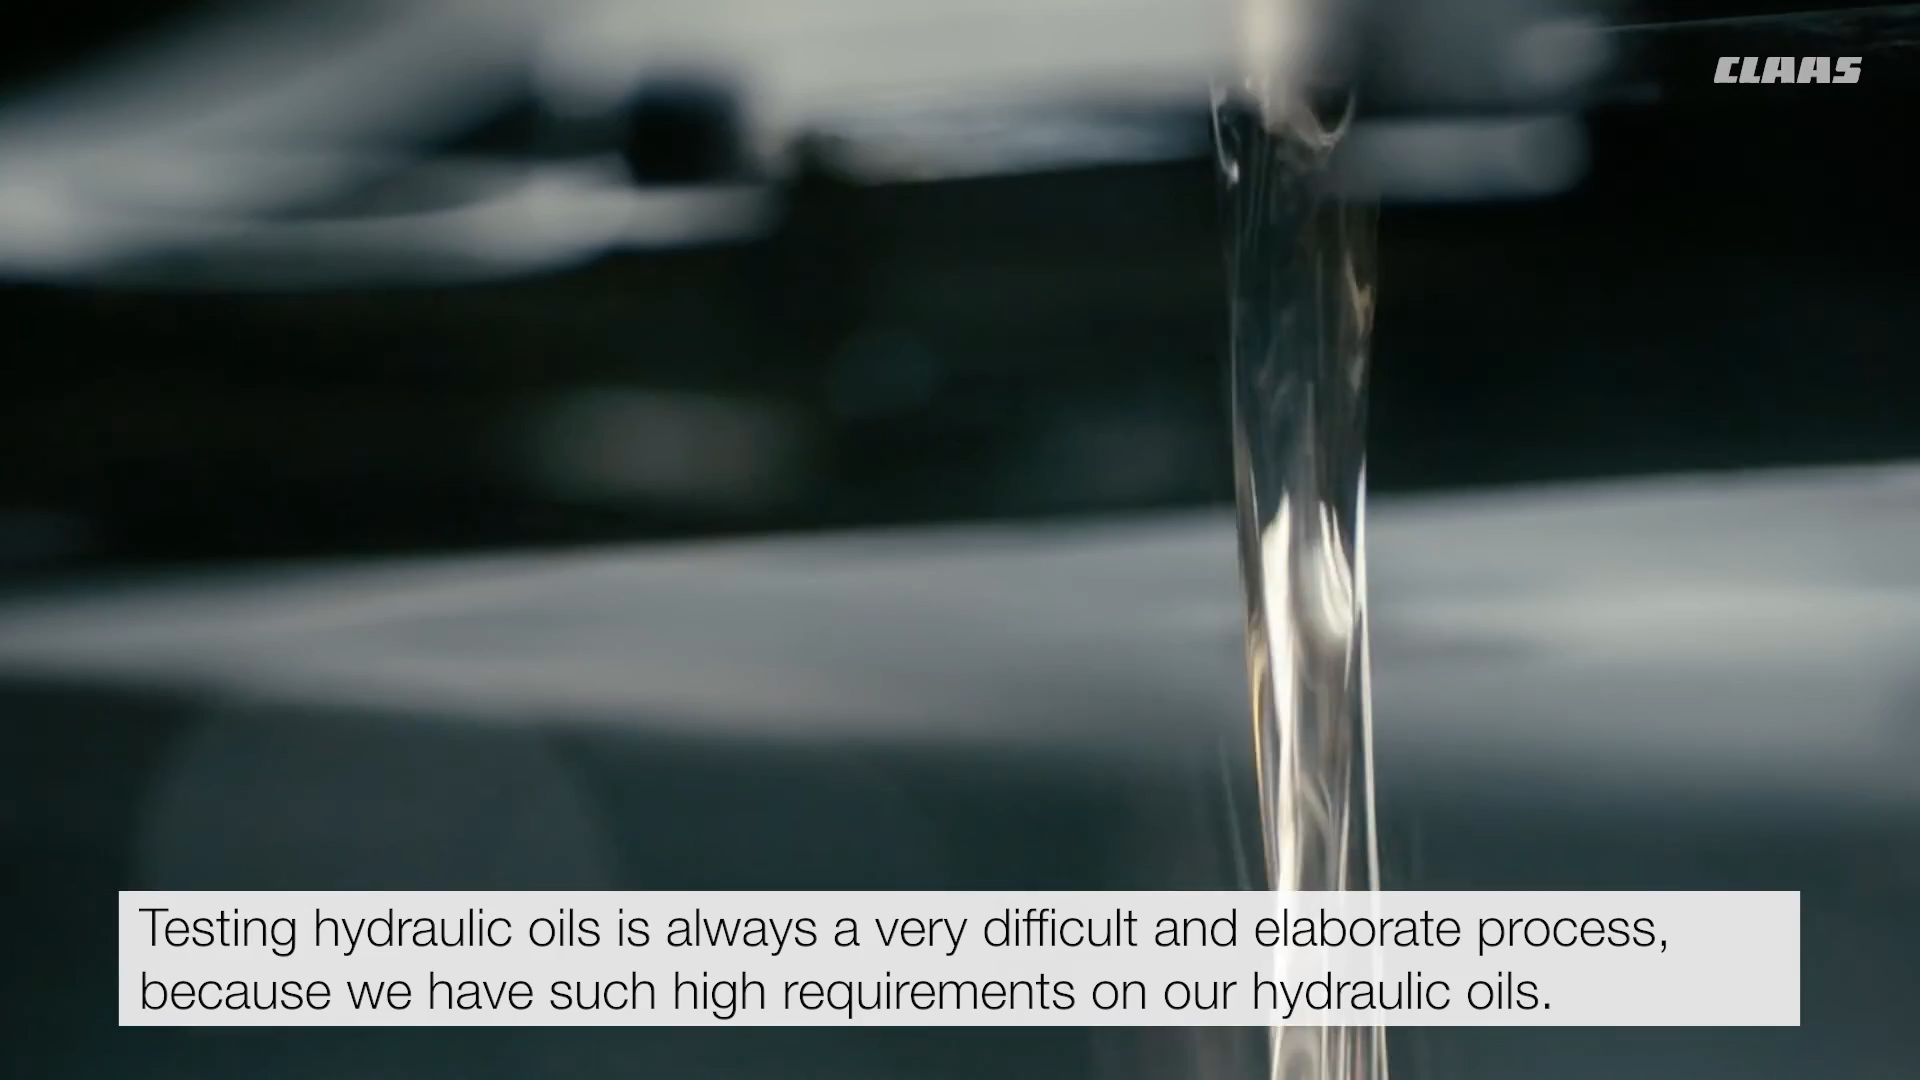 CLAAS
Testing hydraulic oils is always a very difficult and elaborate process,
because we have such high requirements on our hydraulic oils.